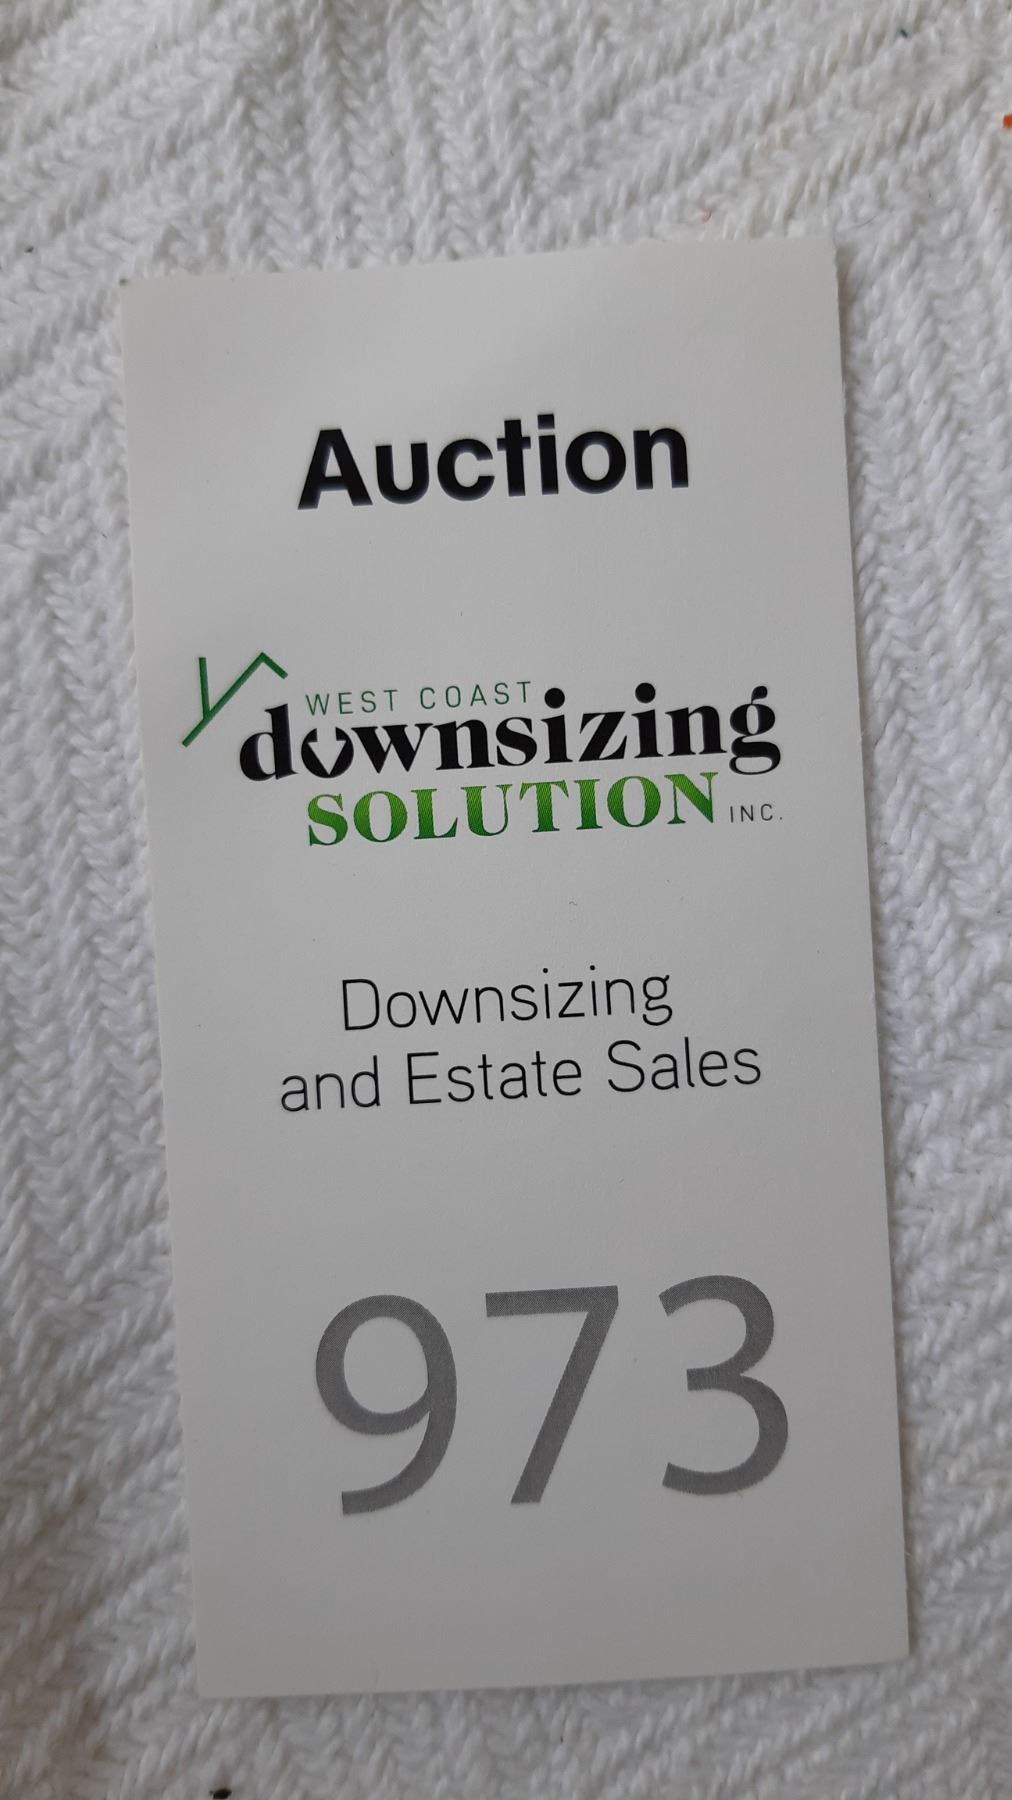 Auction
WEST COAST
downsizing
SOLUTION INC.
Downsizing
and Estate Sales
973